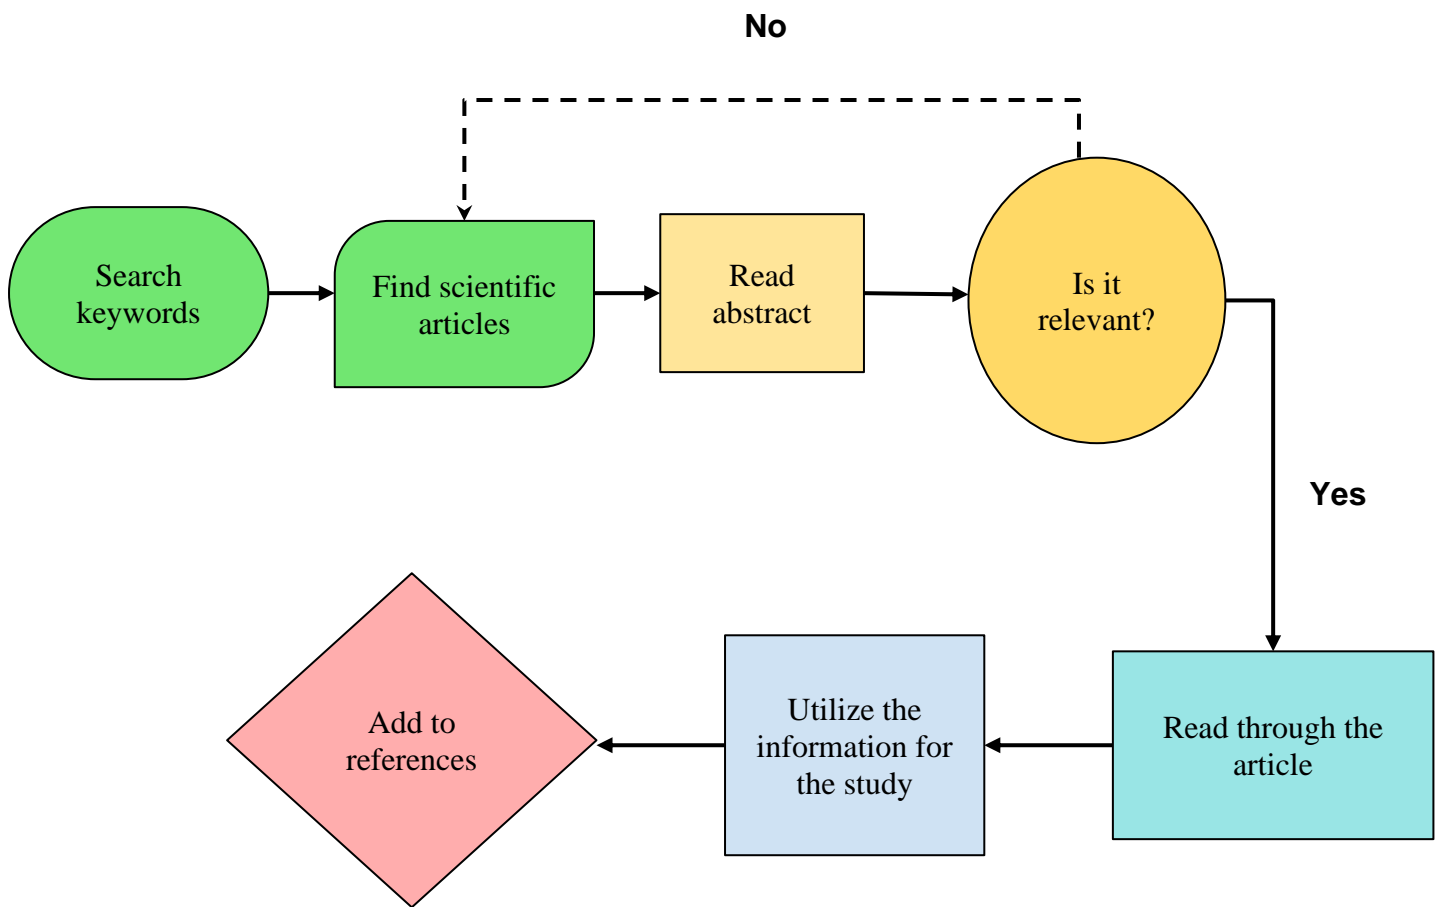 No
Search
keywords
Find scientific
articles
Read
abstract
Is it
relevant?
Yes
Add to
references
Utilize the
information for
the study
Read through the
article